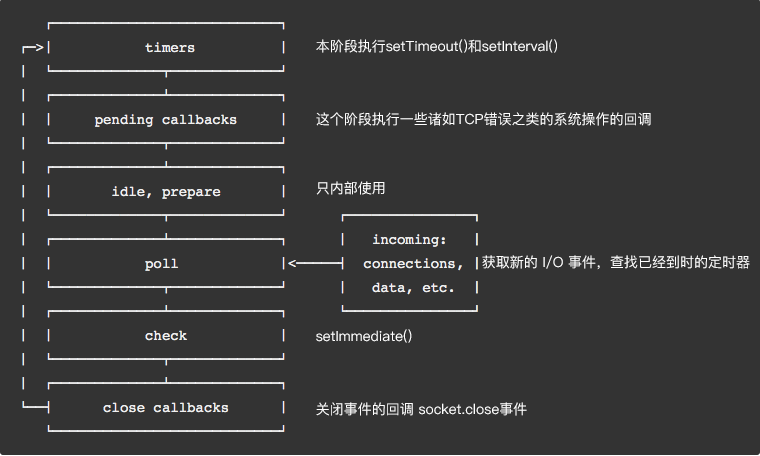 timers
本阶段执行setTimeout()和setInterval()
pending callbacks
这个阶段执行一些诸如TCP错误之类的系统操作的回调
idle, prepare
只内部使用
poll
incoming:
connections,
data, etc.
获取新的 I/O 事件，查找已经到时的定时器
check
setImmediate()
close callbacks
关闭事件的回调 socket.close事件